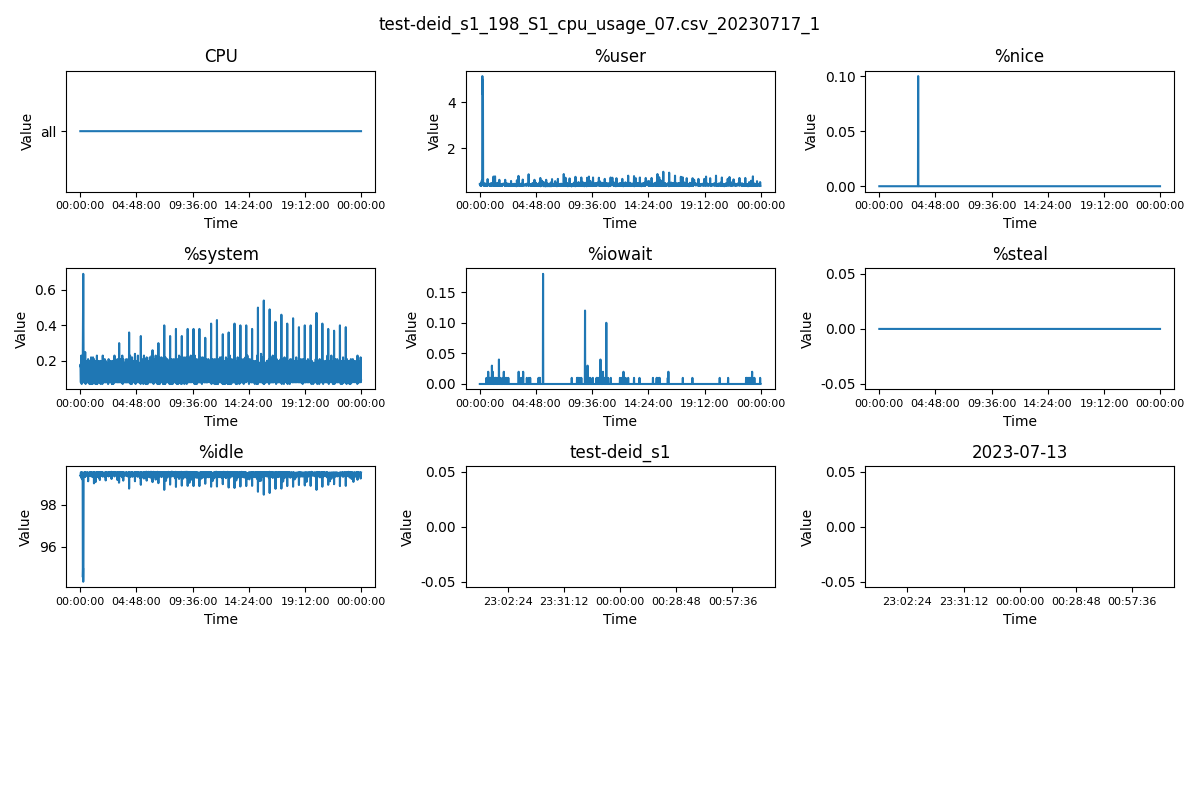 test-deid_s1_198_S1_cpu_usage_07.csv_20230717_1
CPU
Value
all
00:00:00 04:48:00 09:36:00 14:24:00 19:12:00 00:00:00
Time
%user
Value
4
2
00:00:00 04:48:00 09:36:00 14:24:00 19:12:00 00:00:00
Time
%nice
Value
0.10
0.05
0.00
00:00:00 04:48:00 09:36:00 14:24:00 19:12:00 00:00:00
Time
%system
Value
0.6
0.4
0.2
00:00:00 04:48:00 09:36:00 14:24:00 19:12:00 00:00:00
Time
%iowait
Value
0.15
0.10
0.05
0.00
00:00:00 04:48:00 09:36:00 14:24:00 19:12:00 00:00:00
Time
%steal
Value
0.05
0.00
-0.05
00:00:00 04:48:00 09:36:00 14:24:00 19:12:00 00:00:00
Time
%idle
Value
98
96
00:00:00 04:48:00 09:36:00 14:24:00 19:12:00 00:00:00
Time
test-deid_s1
Value
0.05
0.00
-0.05
23:02:24 23:31:12 00:00:00 00:28:48 00:57:36
Time
2023-07-13
Value
0.05
0.00
-0.05
23:02:24 23:31:12 00:00:00 00:28:48 00:57:36
Time